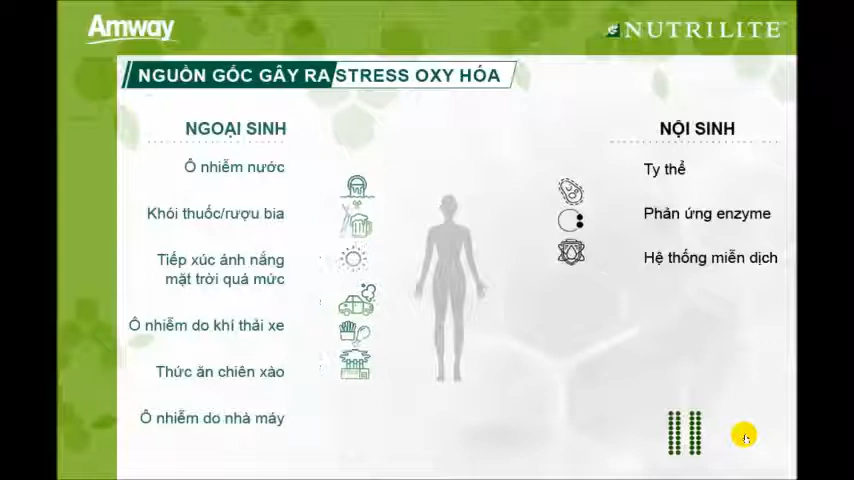 Amway
NUTRILITE
NGUỒN GỐC GÂY RA STRESS OXY HÓA
NGOẠI SINH
Ô nhiễm nước
Khói thuốc/rượu bia
Tiếp xúc ánh nắng
mặt trời quá mức
Ô nhiễm do khí thải xe
Thức ăn chiên xào
Ô nhiễm do nhà máy
NỘI SINH
Ty thể
Phản ứng enzyme
Hệ thống miễn dịch